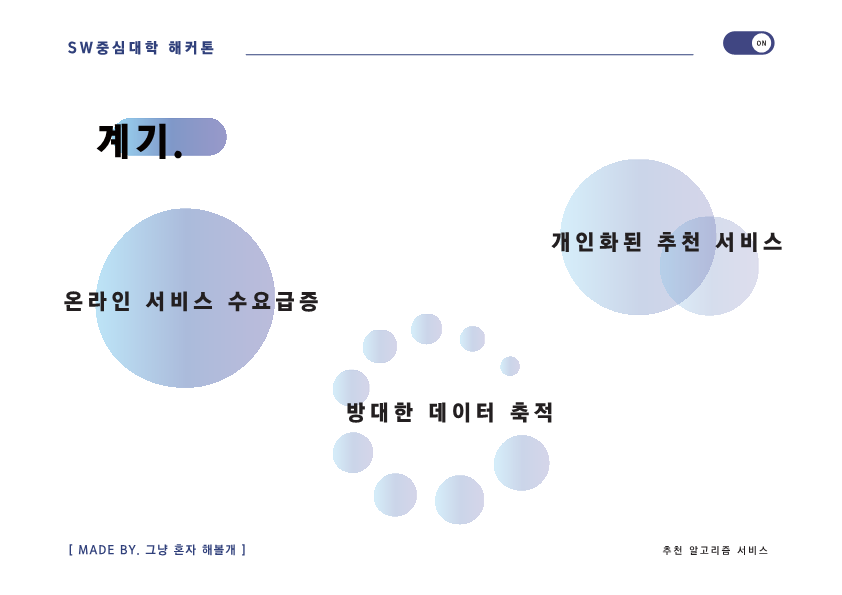 SW중심대학 해커톤
ON
계기.
개인화된 추천 서비스
온라인 서비스 수요급증
방대한 데이터 축적
[ MADE BY. 그냥 혼자 해볼개 ]
추천 알고리즘 서비스